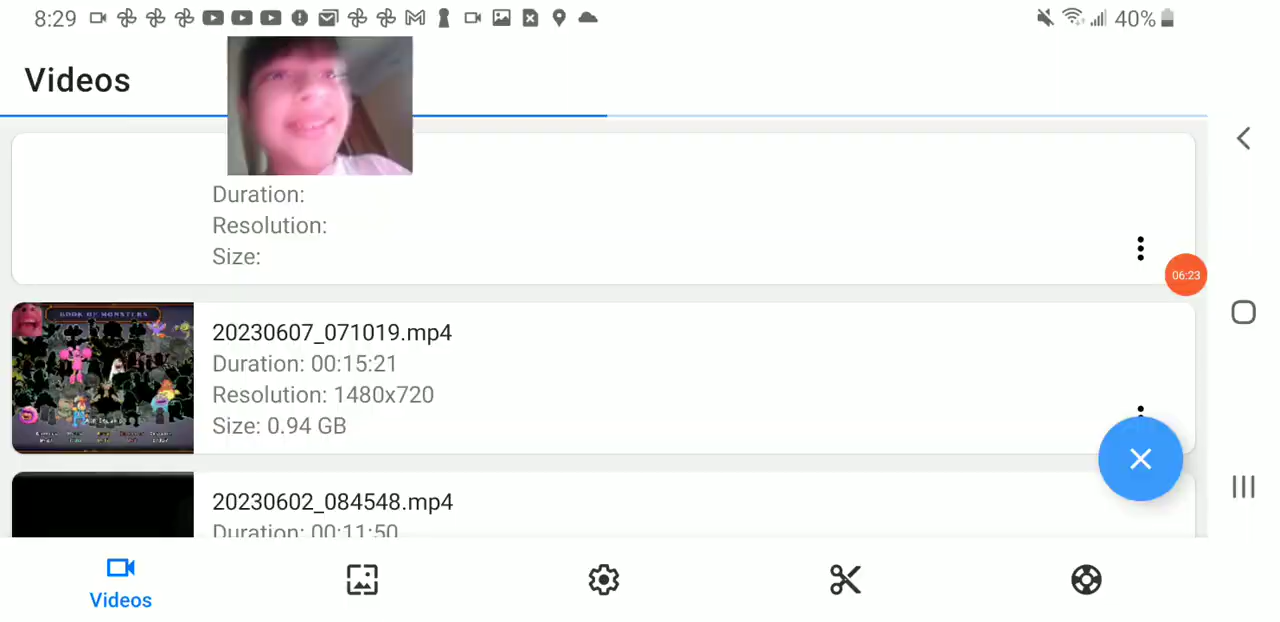 8:29
40%
Videos
Duration:
Resolution:
Size:
06:23
BOOK OF MONSTERS
20230607_071019.mp4
Duration: 00:15:21
Resolution: 1480x720
Size: 0.94 GB
20230602_084548.mp4
Duration: 00:11:50
Videos